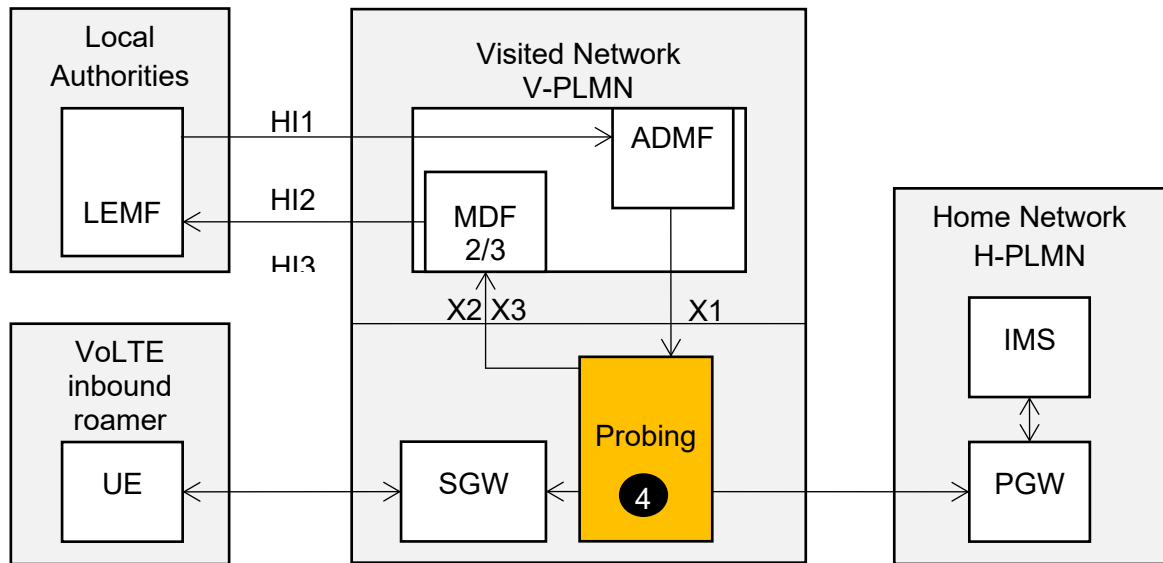 Local
Authorities
LEMF
HI1
HI2
HI3
Visited Network
V-PLMN
ADMF
MDF
2/3
X2 X3
X1
Home Network
H-PLMN
IMS
PGW
VoLTE
inbound
roamer
UE
SGW
Probing
4